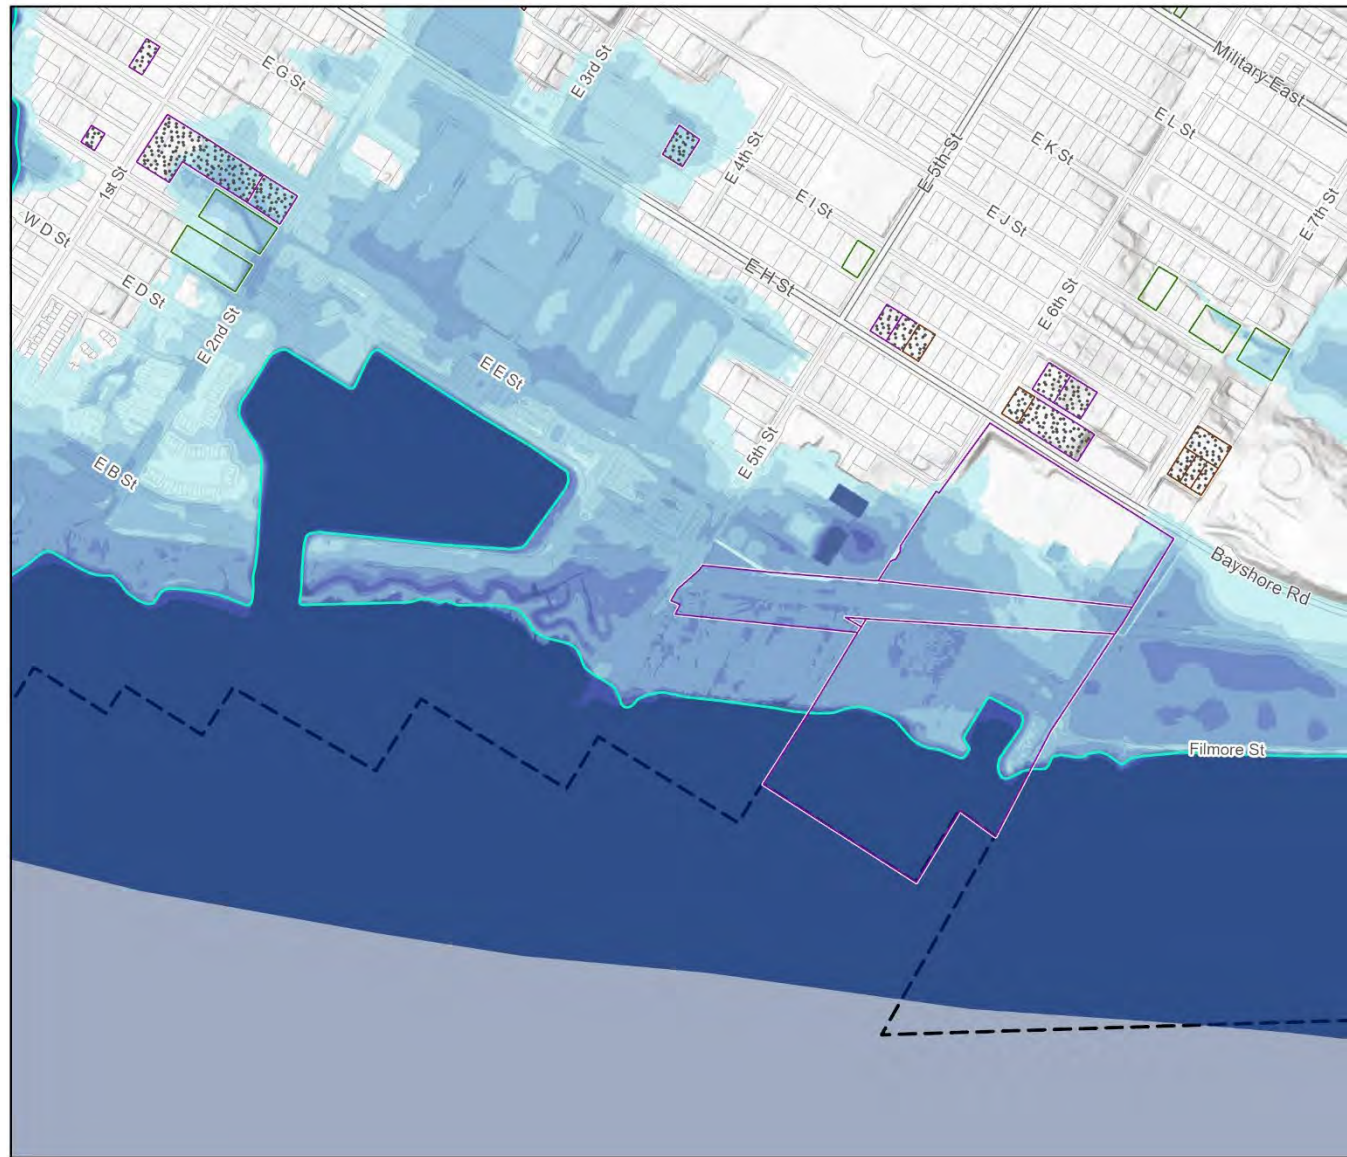 Military East
E 3rd St
E G St
E L St
E K St
E 4th St
E 5th St
1st St
E I St
E J St
E 7th St
W D St
E H St
E D St
E 6th St
E 2nd St
E E St
E 5th St
E B St
Bayshore Rd
Filmore St